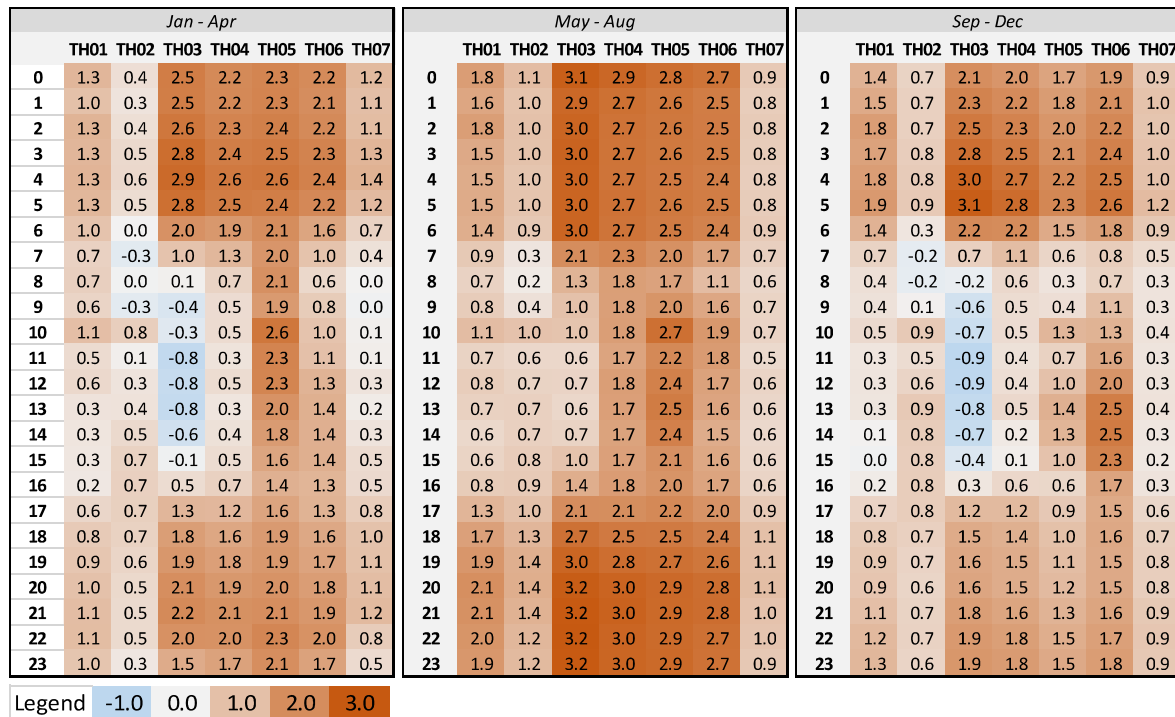 Jan - Apr May - Aug Sep - Dec
TH01 TH02 TH03 TH04 TH05 TH06 TH07 TH01 TH02 TH03 TH04 TH05 TH06 TH07 TH01 TH02 TH03 TH04 TH05 TH06 TH07
0 1.3 0.4 2.5 2.2 2.3 2.2 1.2 0 1.8 1.1 3.1 2.9 2.8 2.7 0.9 0 1.4 0.7 2.1 2.0 1.7 1.9 0.9
1 1.0 0.3 2.5 2.2 2.3 2.1 1.1 1 1.6 1.0 2.9 2.7 2.6 2.5 0.8 1 1.5 0.7 2.3 2.2 1.8 2.1 1.0
2 1.3 0.4 2.6 2.3 2.4 2.2 1.1 2 1.8 1.0 3.0 2.7 2.6 2.5 0.8 2 1.8 0.7 2.5 2.3 2.0 2.2 1.0
3 1.3 0.5 2.8 2.4 2.5 2.3 1.3 3 1.5 1.0 3.0 2.7 2.6 2.5 0.8 3 1.7 0.8 2.8 2.5 2.1 2.4 1.0
4 1.3 0.6 2.9 2.6 2.6 2.4 1.4 4 1.5 1.0 3.0 2.7 2.5 2.4 0.8 4 1.8 0.8 3.0 2.7 2.2 2.5 1.0
5 1.3 0.5 2.8 2.5 2.4 2.2 1.2 5 1.5 1.0 3.0 2.7 2.6 2.5 0.8 5 1.9 0.9 3.1 2.8 2.3 2.6 1.2
6 1.0 0.0 2.0 1.9 2.1 1.6 0.7 6 1.4 0.9 3.0 2.7 2.5 2.4 0.9 6 1.4 0.3 2.2 2.2 1.5 1.8 0.9
7 0.7 -0.3 1.0 1.3 2.0 1.0 0.4 7 0.9 0.3 2.1 2.3 2.0 1.7 0.7 7 0.7 -0.2 0.7 1.1 0.6 0.8 0.5
8 0.7 0.0 0.1 0.7 2.1 0.6 0.0 8 0.7 0.2 1.3 1.8 1.7 1.1 0.6 8 0.4 -0.2 -0.2 0.6 0.3 0.7 0.3
9 0.6 -0.3 -0.4 0.5 1.9 0.8 0.0 9 0.8 0.4 1.0 1.8 2.0 1.6 0.7 9 0.4 0.1 -0.6 0.5 0.4 1.1 0.3
10 1.1 0.8 -0.3 0.5 2.6 1.0 0.1 10 1.1 1.0 1.0 1.8 2.7 1.9 0.7 10 0.5 0.9 -0.7 0.5 1.3 1.3 0.4
11 0.5 0.1 -0.8 0.3 2.3 1.1 0.1 11 0.7 0.6 0.6 1.7 2.2 1.8 0.5 11 0.3 0.5 -0.9 0.4 0.7 1.6 0.3
12 0.6 0.3 -0.8 0.5 2.3 1.3 0.3 12 0.8 0.7 0.7 1.8 2.4 1.7 0.6 12 0.3 0.6 -0.9 0.4 1.0 2.0 0.3
13 0.3 0.4 -0.8 0.3 2.0 1.4 0.2 13 0.7 0.7 0.6 1.7 2.5 1.6 0.6 13 0.3 0.9 -0.8 0.5 1.4 2.5 0.4
14 0.3 0.5 -0.6 0.4 1.8 1.4 0.3 14 0.6 0.7 0.7 1.7 2.4 1.5 0.6 14 0.1 0.8 -0.7 0.2 1.3 2.5 0.3
15 0.3 0.7 -0.1 0.5 1.6 1.4 0.5 15 0.6 0.8 1.0 1.7 2.1 1.6 0.6 15 0.0 0.8 -0.4 0.1 1.0 2.3 0.2
16 0.2 0.7 0.5 0.7 1.4 1.3 0.5 16 0.8 0.9 1.4 1.8 2.0 1.7 0.6 16 0.2 0.8 0.3 0.6 0.6 1.7 0.3
17 0.6 0.7 1.3 1.2 1.6 1.3 0.8 17 1.3 1.0 2.1 2.1 2.2 2.0 0.9 17 0.7 0.8 1.2 1.2 0.9 1.5 0.6
18 0.8 0.7 1.8 1.6 1.9 1.6 1.0 18 1.7 1.3 2.7 2.5 2.5 2.4 1.1 18 0.8 0.7 1.5 1.4 1.0 1.6 0.7
19 0.9 0.6 1.9 1.8 1.9 1.7 1.1 19 1.9 1.4 3.0 2.8 2.7 2.6 1.1 19 0.9 0.7 1.6 1.5 1.1 1.5 0.8
20 1.0 0.5 2.1 1.9 2.0 1.8 1.1 20 2.1 1.4 3.2 3.0 2.9 2.8 1.1 20 0.9 0.6 1.6 1.5 1.2 1.5 0.8
21 1.1 0.5 2.2 2.1 2.1 1.9 1.2 21 2.1 1.4 3.2 3.0 2.9 2.8 1.0 21 1.1 0.7 1.8 1.6 1.3 1.6 0.9
22 1.1 0.5 2.0 2.0 2.3 2.0 0.8 22 2.0 1.2 3.2 3.0 2.9 2.7 1.0 22 1.2 0.7 1.9 1.8 1.5 1.7 0.9
23 1.0 0.3 1.5 1.7 2.1 1.7 0.5 23 1.9 1.2 3.2 3.0 2.9 2.7 0.9 23 1.3 0.6 1.9 1.8 1.5 1.8 0.9
Legend -1.0 0.0 1.0 2.0 3.0